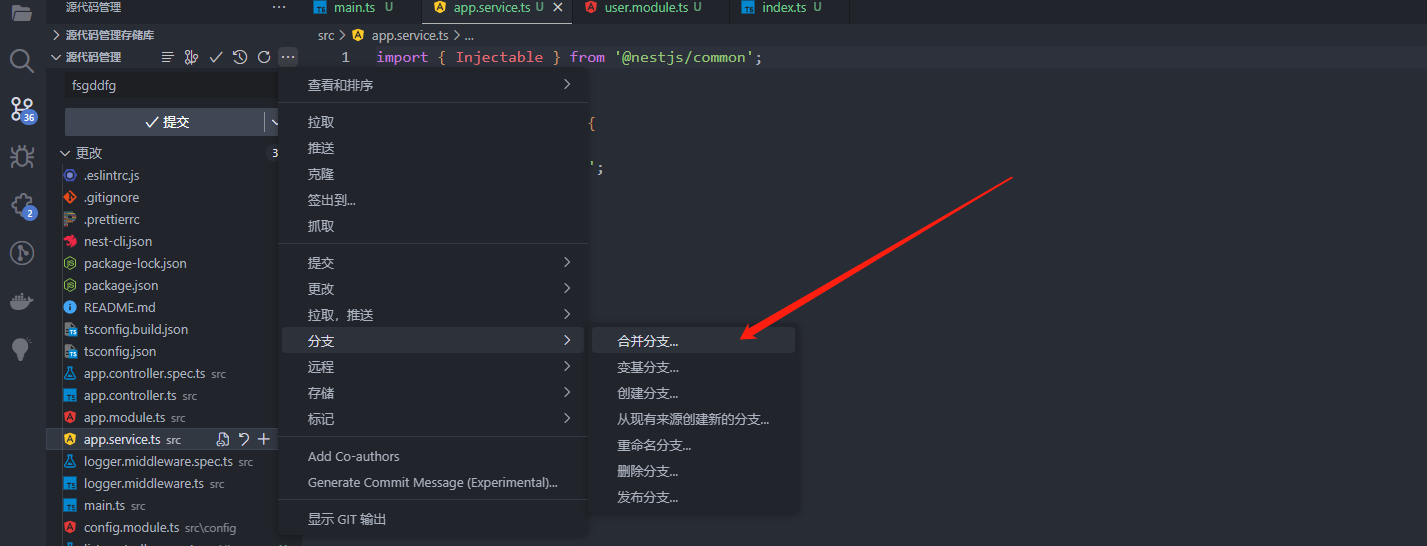 源代码管理
源代码管理存储库
源代码管理
fsgddfg
提交
更改
3
.eslintrc.js
.gitignore
.prettierrc
nest-cli.json
package-lock.json
package.json
README.md
tsconfig.build.json
tsconfig.json
app.controller.spec.ts src
app.controller.ts src
app.module.ts src
app.service.ts src
logger.middleware.spec.ts src
logger.middleware.ts src
main.ts src
config.module.ts src\config
36
2
main.ts U
app.service.ts U
user.module.ts U
index.ts U
src > app.service.ts > ...
1 import { Injectable } from '@nestjs/common';
{
';
查看和排序
拉取
推送
克隆
签出到...
抓取
提交
更改
拉取，推送
分支
远程
存储
标记
Add Co-authors
Generate Commit Message (Experimental)...
显示 GIT 输出
合并分支...
变基分支...
创建分支...
从现有来源创建新的分支...
重命名分支...
删除分支...
发布分支...